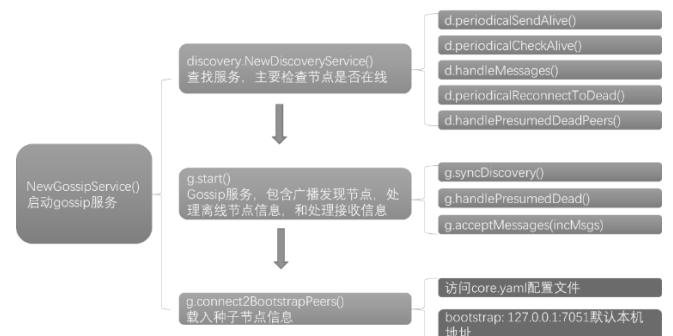 d.periodicalSendAlive()
discovery.NewDiscoveryService()
查找服务，主要检查节点是否在线
d.periodicalCheckAlive()
d.handleMessages()
d.periodicalReconnectToDead()
d.handlePresumedDeadPeers()
NewGossipService()
启动gossip服务
g.start()
Gossip服务，包含广播发现节点，处
理离线节点信息，和处理接收信息
g.syncDiscovery()
g.handlePresumedDead()
g.acceptMessages(incMsgs)
g.connect2BootstrapPeers()
载入种子节点信息
访问core.yaml配置文件
bootstrap: 127.0.0.1:7051默认本机
地址